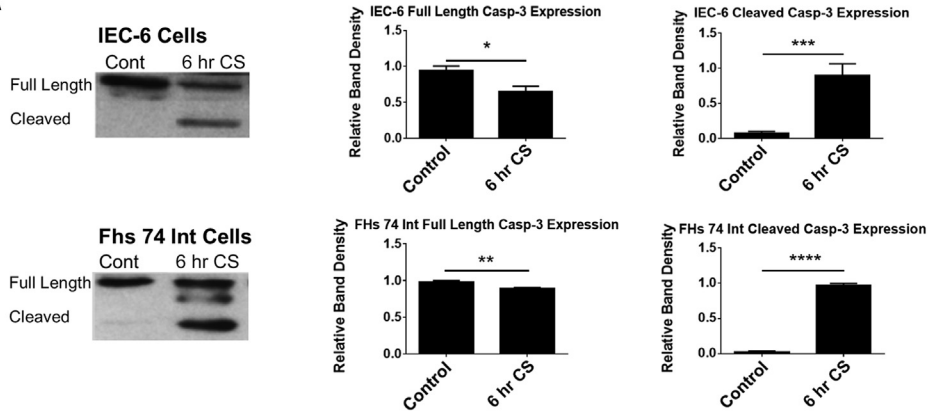 IEC-6 Cells
Cont 6 hr CS
Full Length
Cleaved
IEC-6 Full Length Casp-3 Expression
Relative Band Density
1.5
1.0
0.5
0.0
*
Control
6 hr CS
IEC-6 Cleaved Casp-3 Expression
Relative Band Density
1.5
1.0
0.5
0.0
***
Control
6 hr CS
Fhs 74 Int Cells
Cont 6 hr CS
Full Length
Cleaved
FHs 74 Int Full Length Casp-3 Expression
Relative Band Density
1.5
1.0
0.5
0.0
**
Control
6 hr CS
FHs 74 Int Cleaved Casp-3 Expression
Relative Band Density
1.5
1.0
0.5
0.0
****
Control
6 hr CS